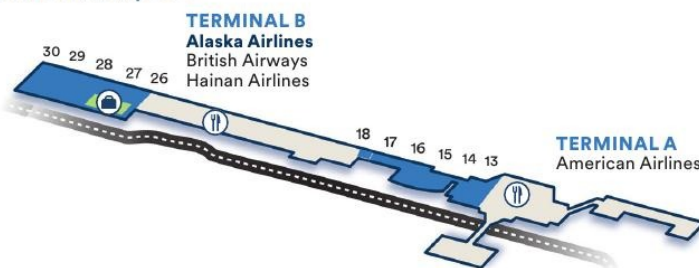 TERMINAL B
Alaska Airlines
British Airways
Hainan Airlines
30 29 28 27 26
18 17 16 15 14 13
TERMINAL A
American Airlines